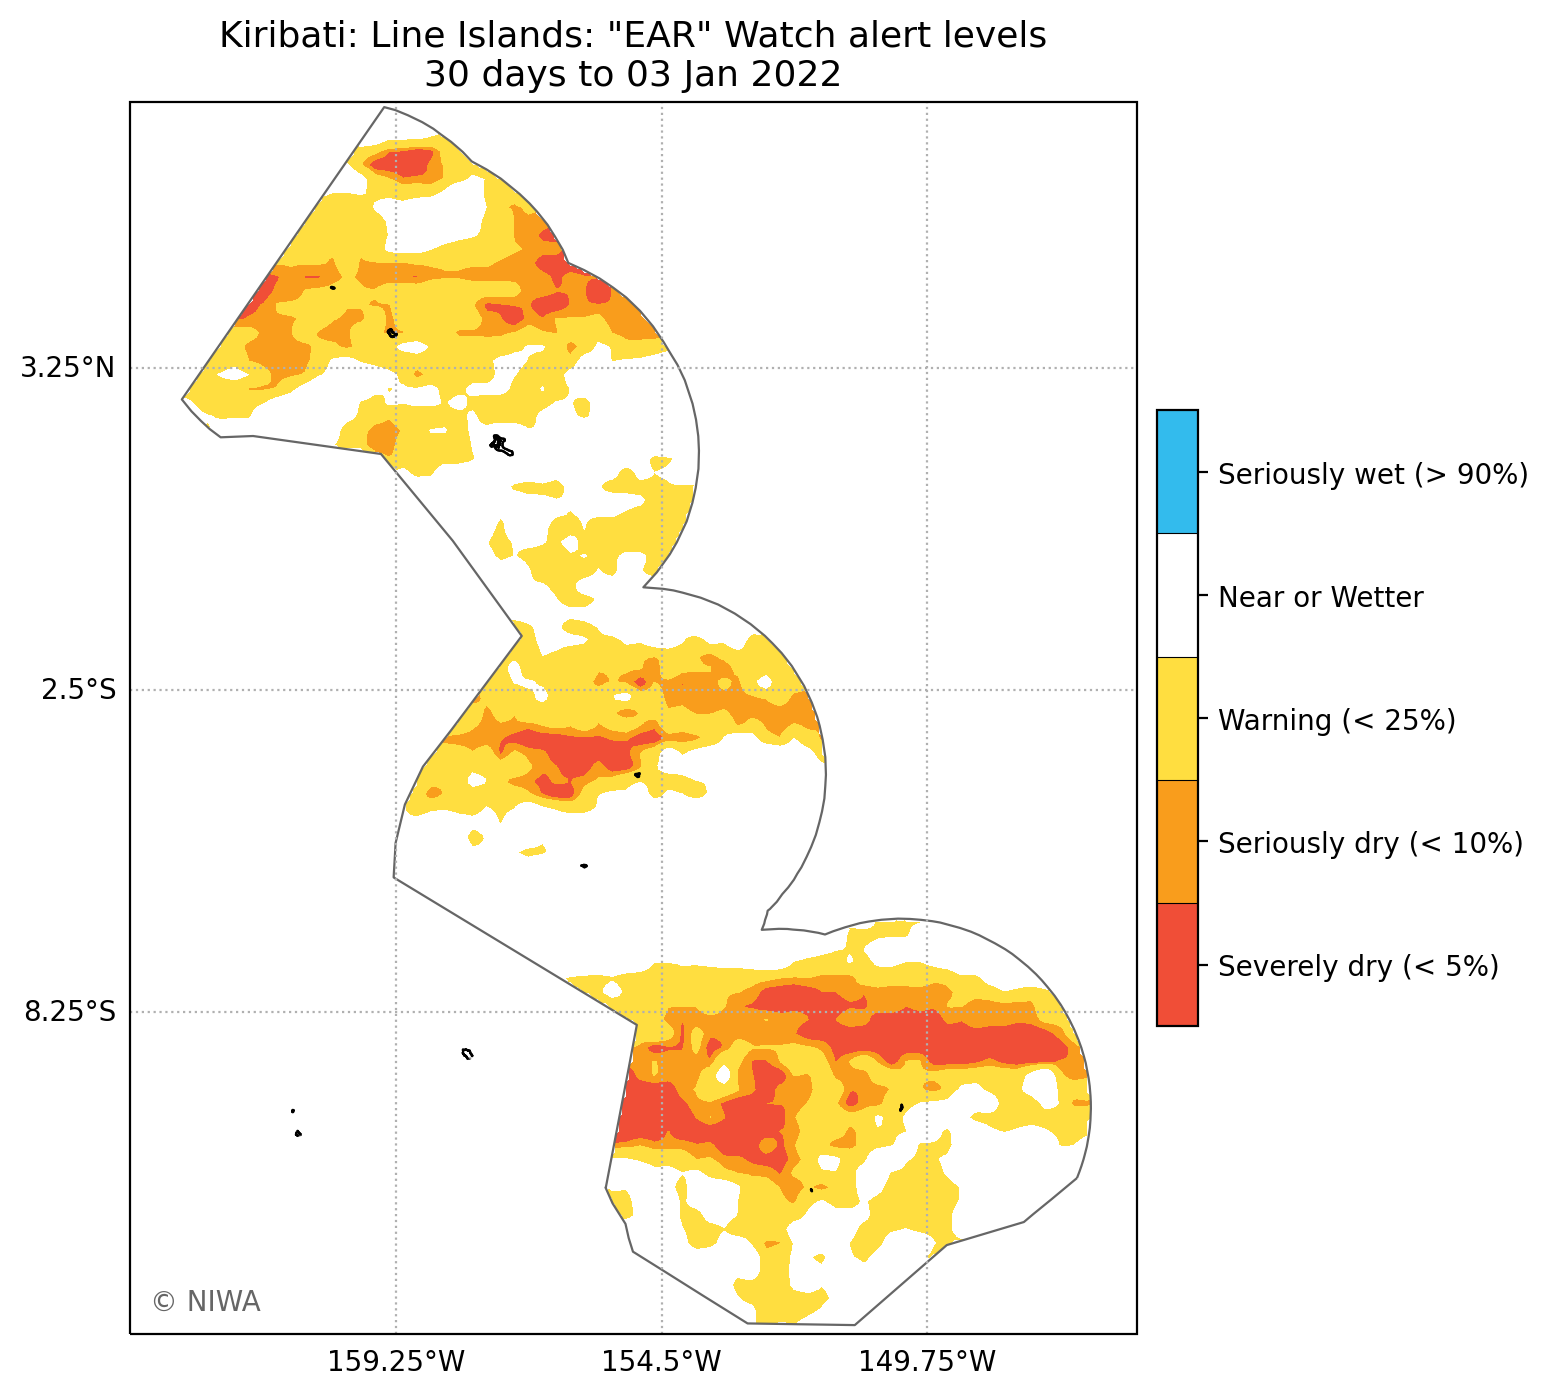 Kiribati: Line Islands: "EAR" Watch alert levels
30 days to 03 Jan 2022
3.25°N
2.5°S
8.25°S
159.25°W
154.5°W
149.75°W
Seriously wet (> 90%)
Near or Wetter
Warning (< 25%)
Seriously dry (< 10%)
Severely dry (< 5%)
© NIWA